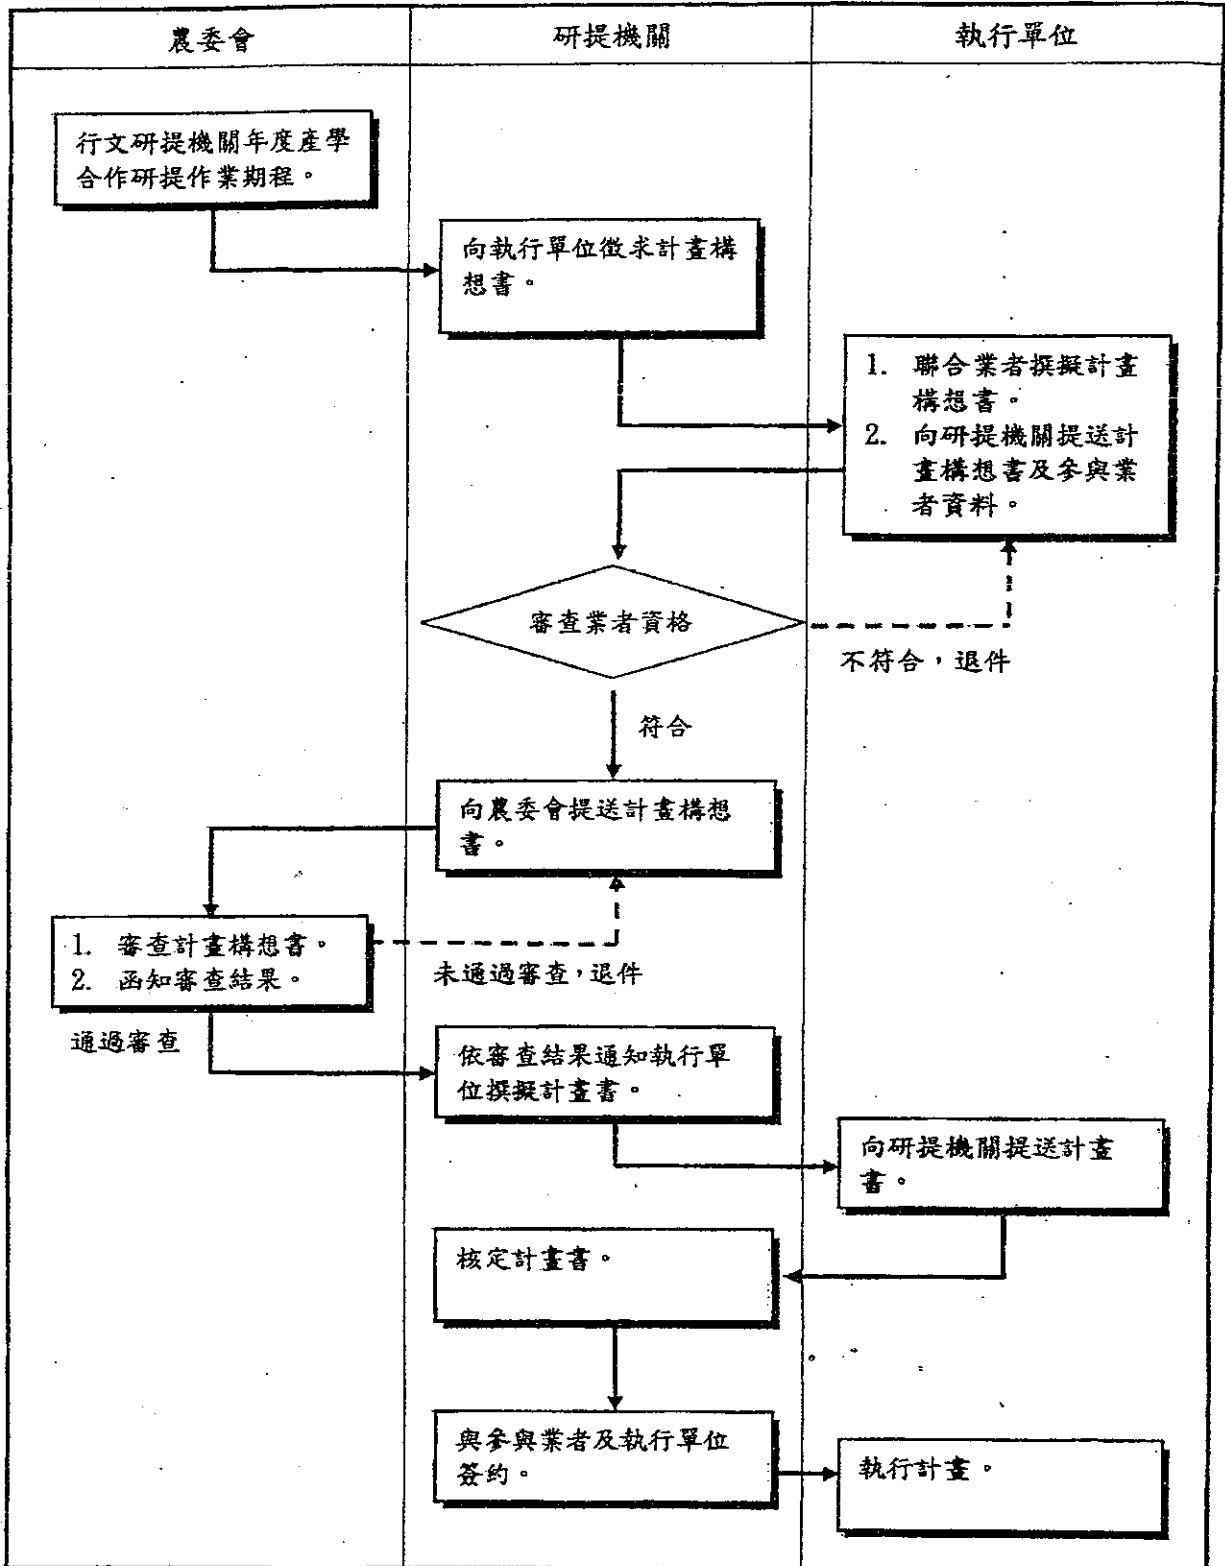 農委會
研提機關
執行單位
行文研提機關年度產學
合作研提作業期程。
向執行單位徵求計畫構
想書。
1. 聯合業者撰擬計畫
構想書。
2. 向研提機關提送計
畫構想書及參與業
者資料。
審查業者資格
不符合，退件
符合
向農委會提送計畫構想
書。
1. 審查計畫構想書。
2. 函知審查結果。
未通過審查，退件
通過審查
依審查結果通知執行單
位撰擬計畫書。
向研提機關提送計畫
書。
核定計畫書。
與參與業者及執行單位
簽約。
執行計畫。